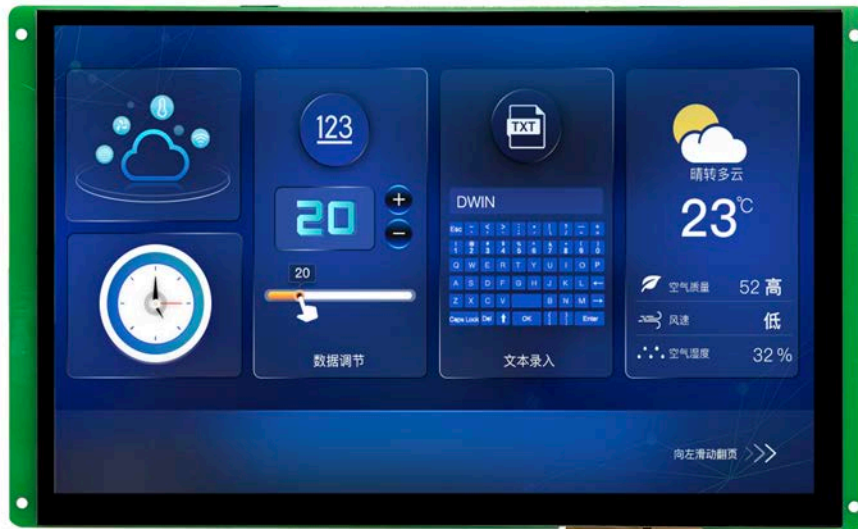 123
20
+
−
20
数据调节
TXT
DWIN
Q W E R T Y U I O P
A S D F G H J K L ←
Z X C V B N M →
Caps Lock Del OK Enter
文本录入
晴转多云
23℃
空气质量 52 高
风速 低
空气湿度 32%
向左滑动翻页